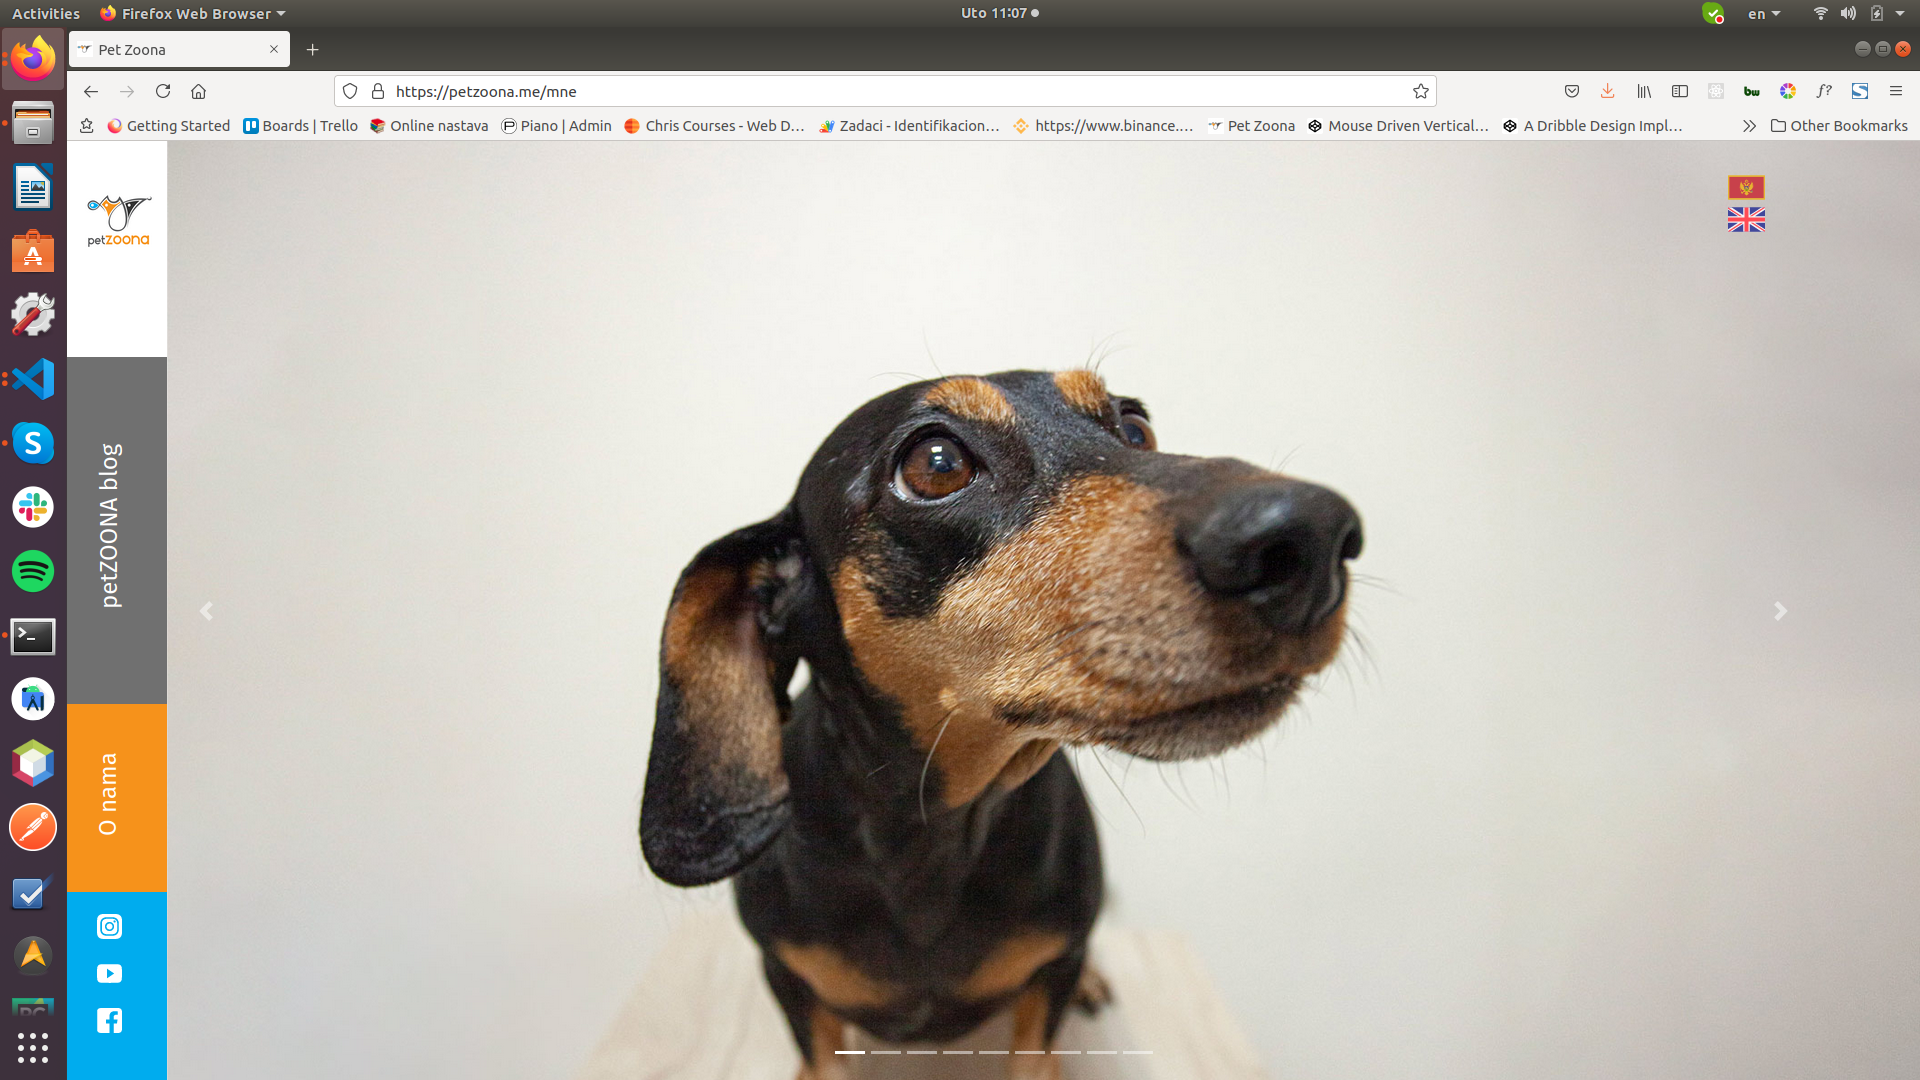 Activities
Firefox Web Browser
Uto 11:07
en
Pet Zoona
https://petzoona.me/mne
bw
f?
S
Getting Started
Boards | Trello
Online nastava
Piano | Admin
Chris Courses - Web D…
Zadaci - Identifikacion…
https://www.binance.…
Pet Zoona
Mouse Driven Vertical…
A Dribble Design Impl…
Other Bookmarks
petZOONA
petZOONA blog
O nama